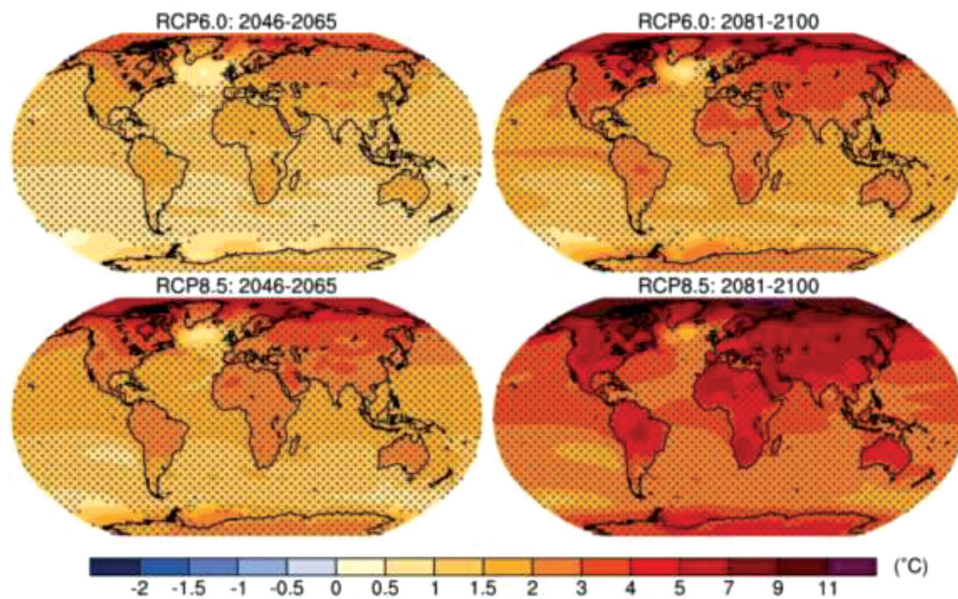 RCP6.0: 2046-2065
RCP6.0: 2081-2100
RCP8.5: 2046-2065
RCP8.5: 2081-2100
-2 -1.5 -1 -0.5 0 0.5 1 1.5 2 3 4 5 7 9 11 (°C)